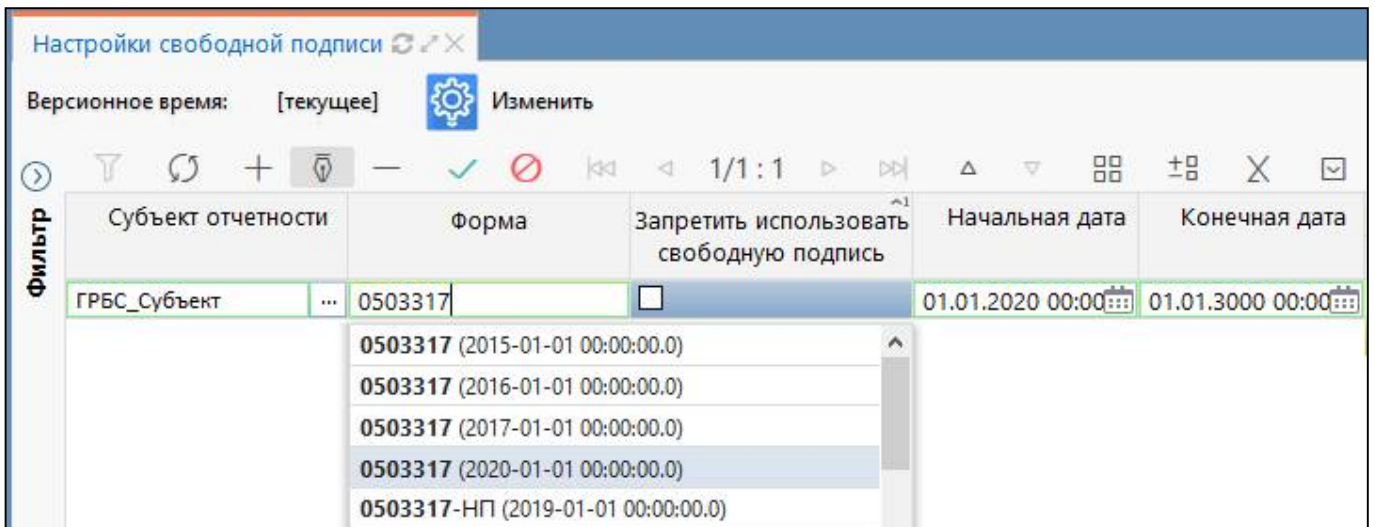 Настройки свободной подписи
Версионное время: [текущее] Изменить
1/1 : 1
Фильтр
Субъект отчетности Форма Запретить использовать свободную подпись 1 Начальная дата Конечная дата
ГРБС_Субъект ... 0503317 01.01.2020 00:00 01.01.3000 00:00
0503317 (2015-01-01 00:00:00.0)
0503317 (2016-01-01 00:00:00.0)
0503317 (2017-01-01 00:00:00.0)
0503317 (2020-01-01 00:00:00.0)
0503317-НП (2019-01-01 00:00:00.0)